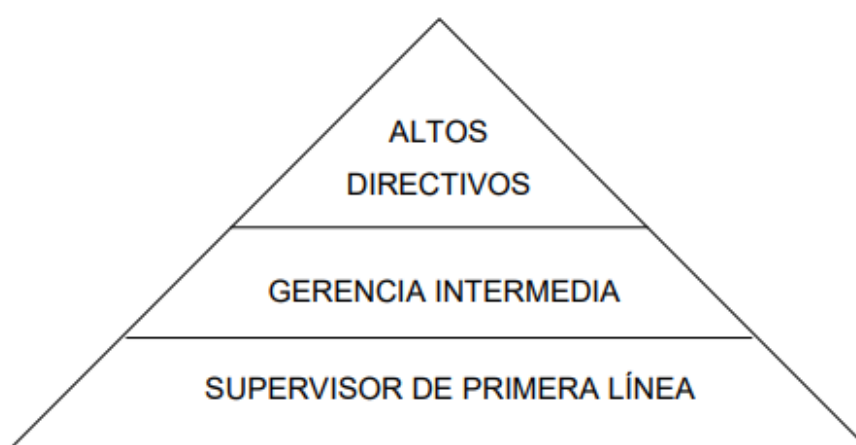 ALTOS
DIRECTIVOS
GERENCIA INTERMEDIA
SUPERVISOR DE PRIMERA LÍNEA